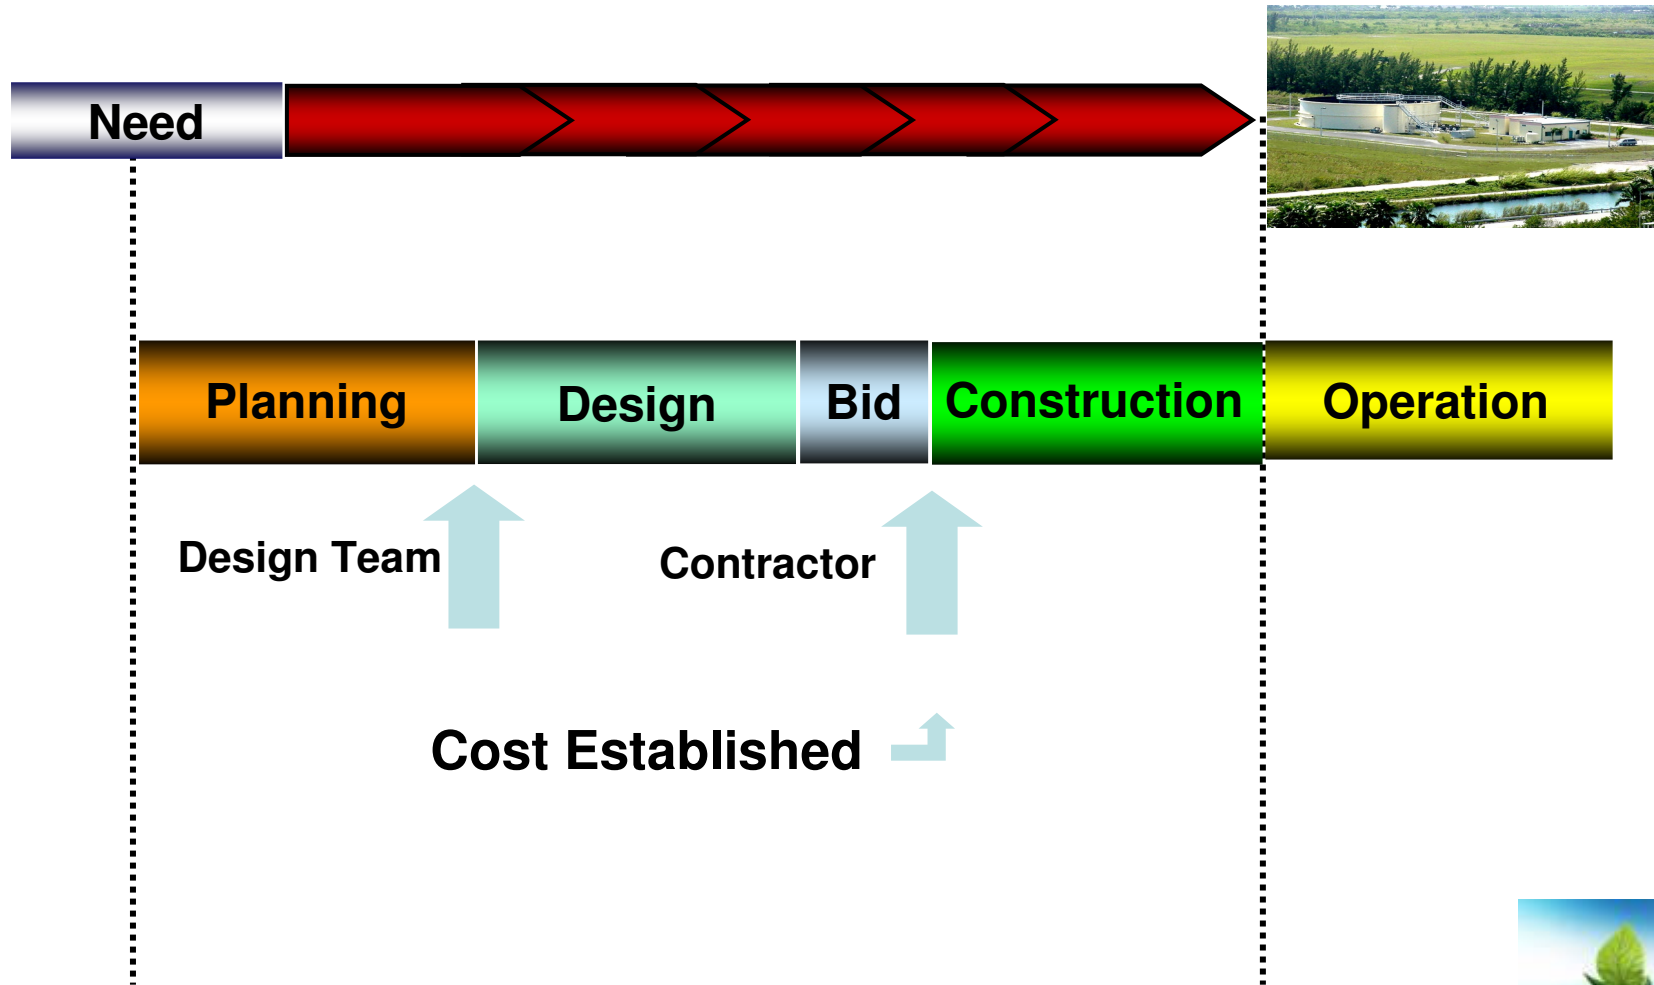 Need
Planning
Design
Bid
Construction
Operation
Design Team
Contractor
Cost Established